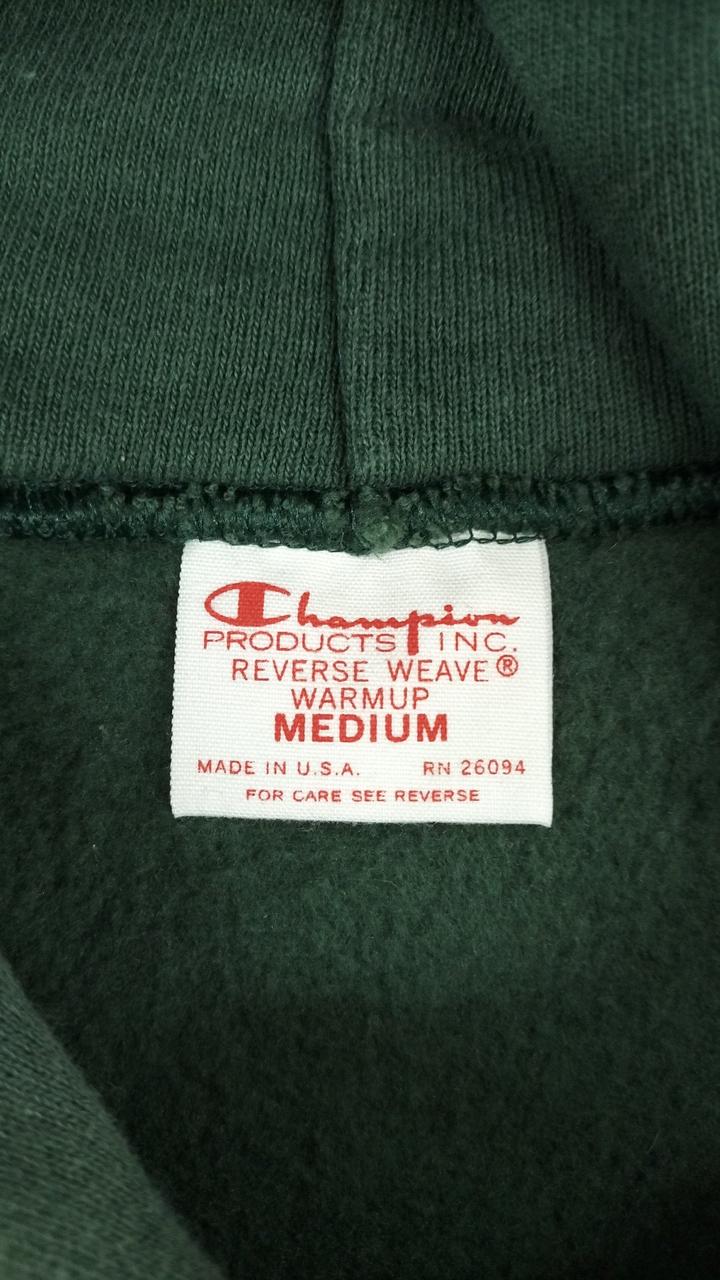 Champion
PRODUCTS INC.
REVERSE WEAVE®
WARMUP
MEDIUM
MADE IN U.S.A. RN 26094
FOR CARE SEE REVERSE